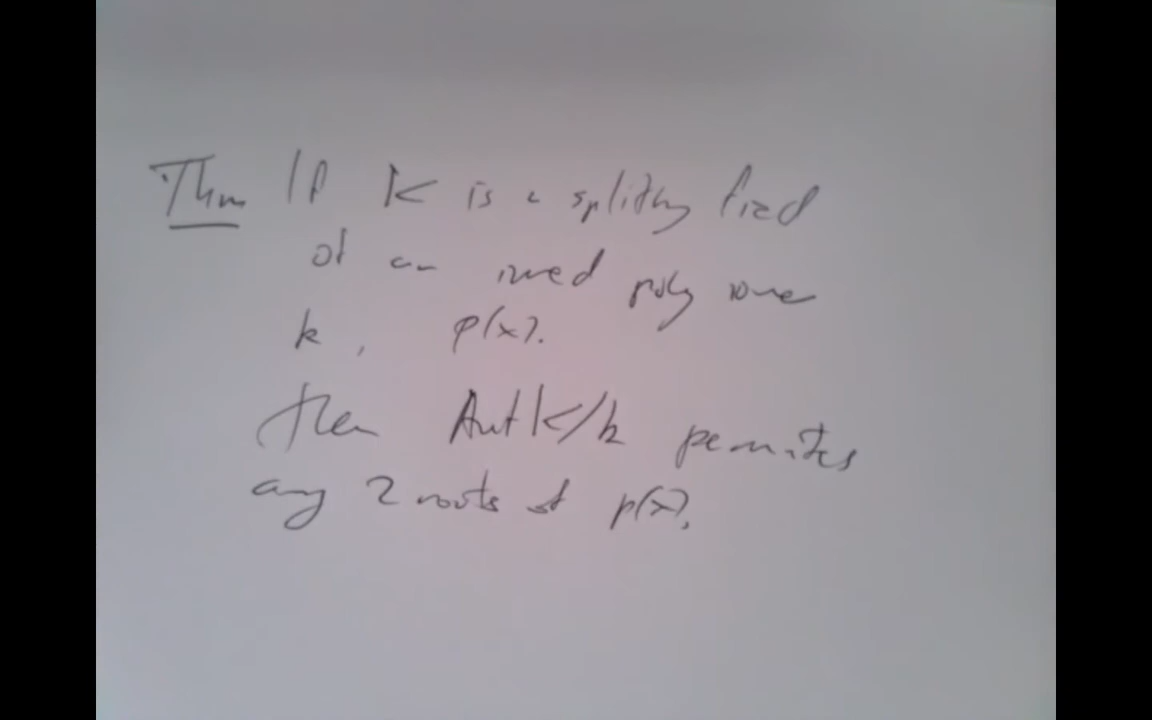 Thm If K is a splitting field
of an irred poly over
k, p(x).
then Aut K/k permutes
any 2 roots of p(x).